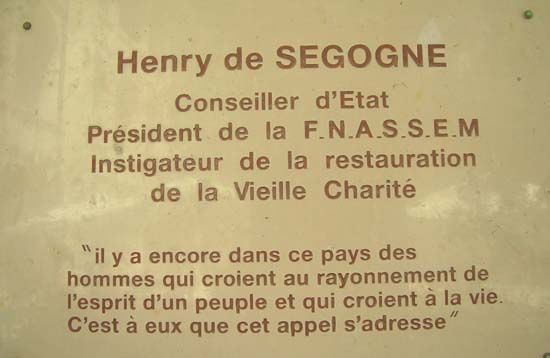 Henry de SEGOGNE
Conseiller d'Etat
Président de la F.N.A.S.S.E.M
Instigateur de la restauration
de la Vieille Charité
"il y a encore dans ce pays des
hommes qui croient au rayonnement de
l'esprit d'un peuple et qui croient à la vie.
C'est à eux que cet appel s'adresse"